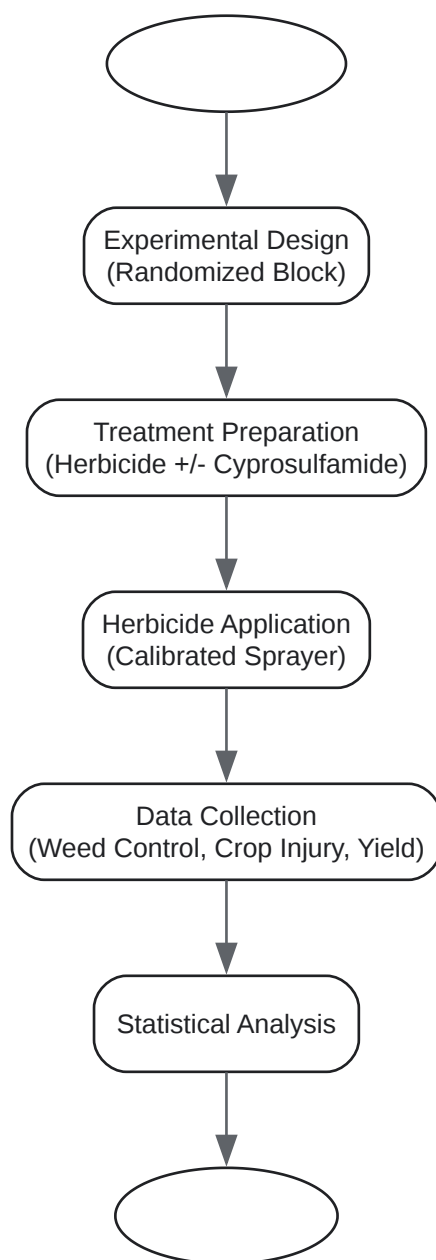 Experimental Design
(Randomized Block)
Treatment Preparation
(Herbicide +/- Cyprosulfamide)
Herbicide Application
(Calibrated Sprayer)
Data Collection
(Weed Control, Crop Injury, Yield)
Statistical Analysis